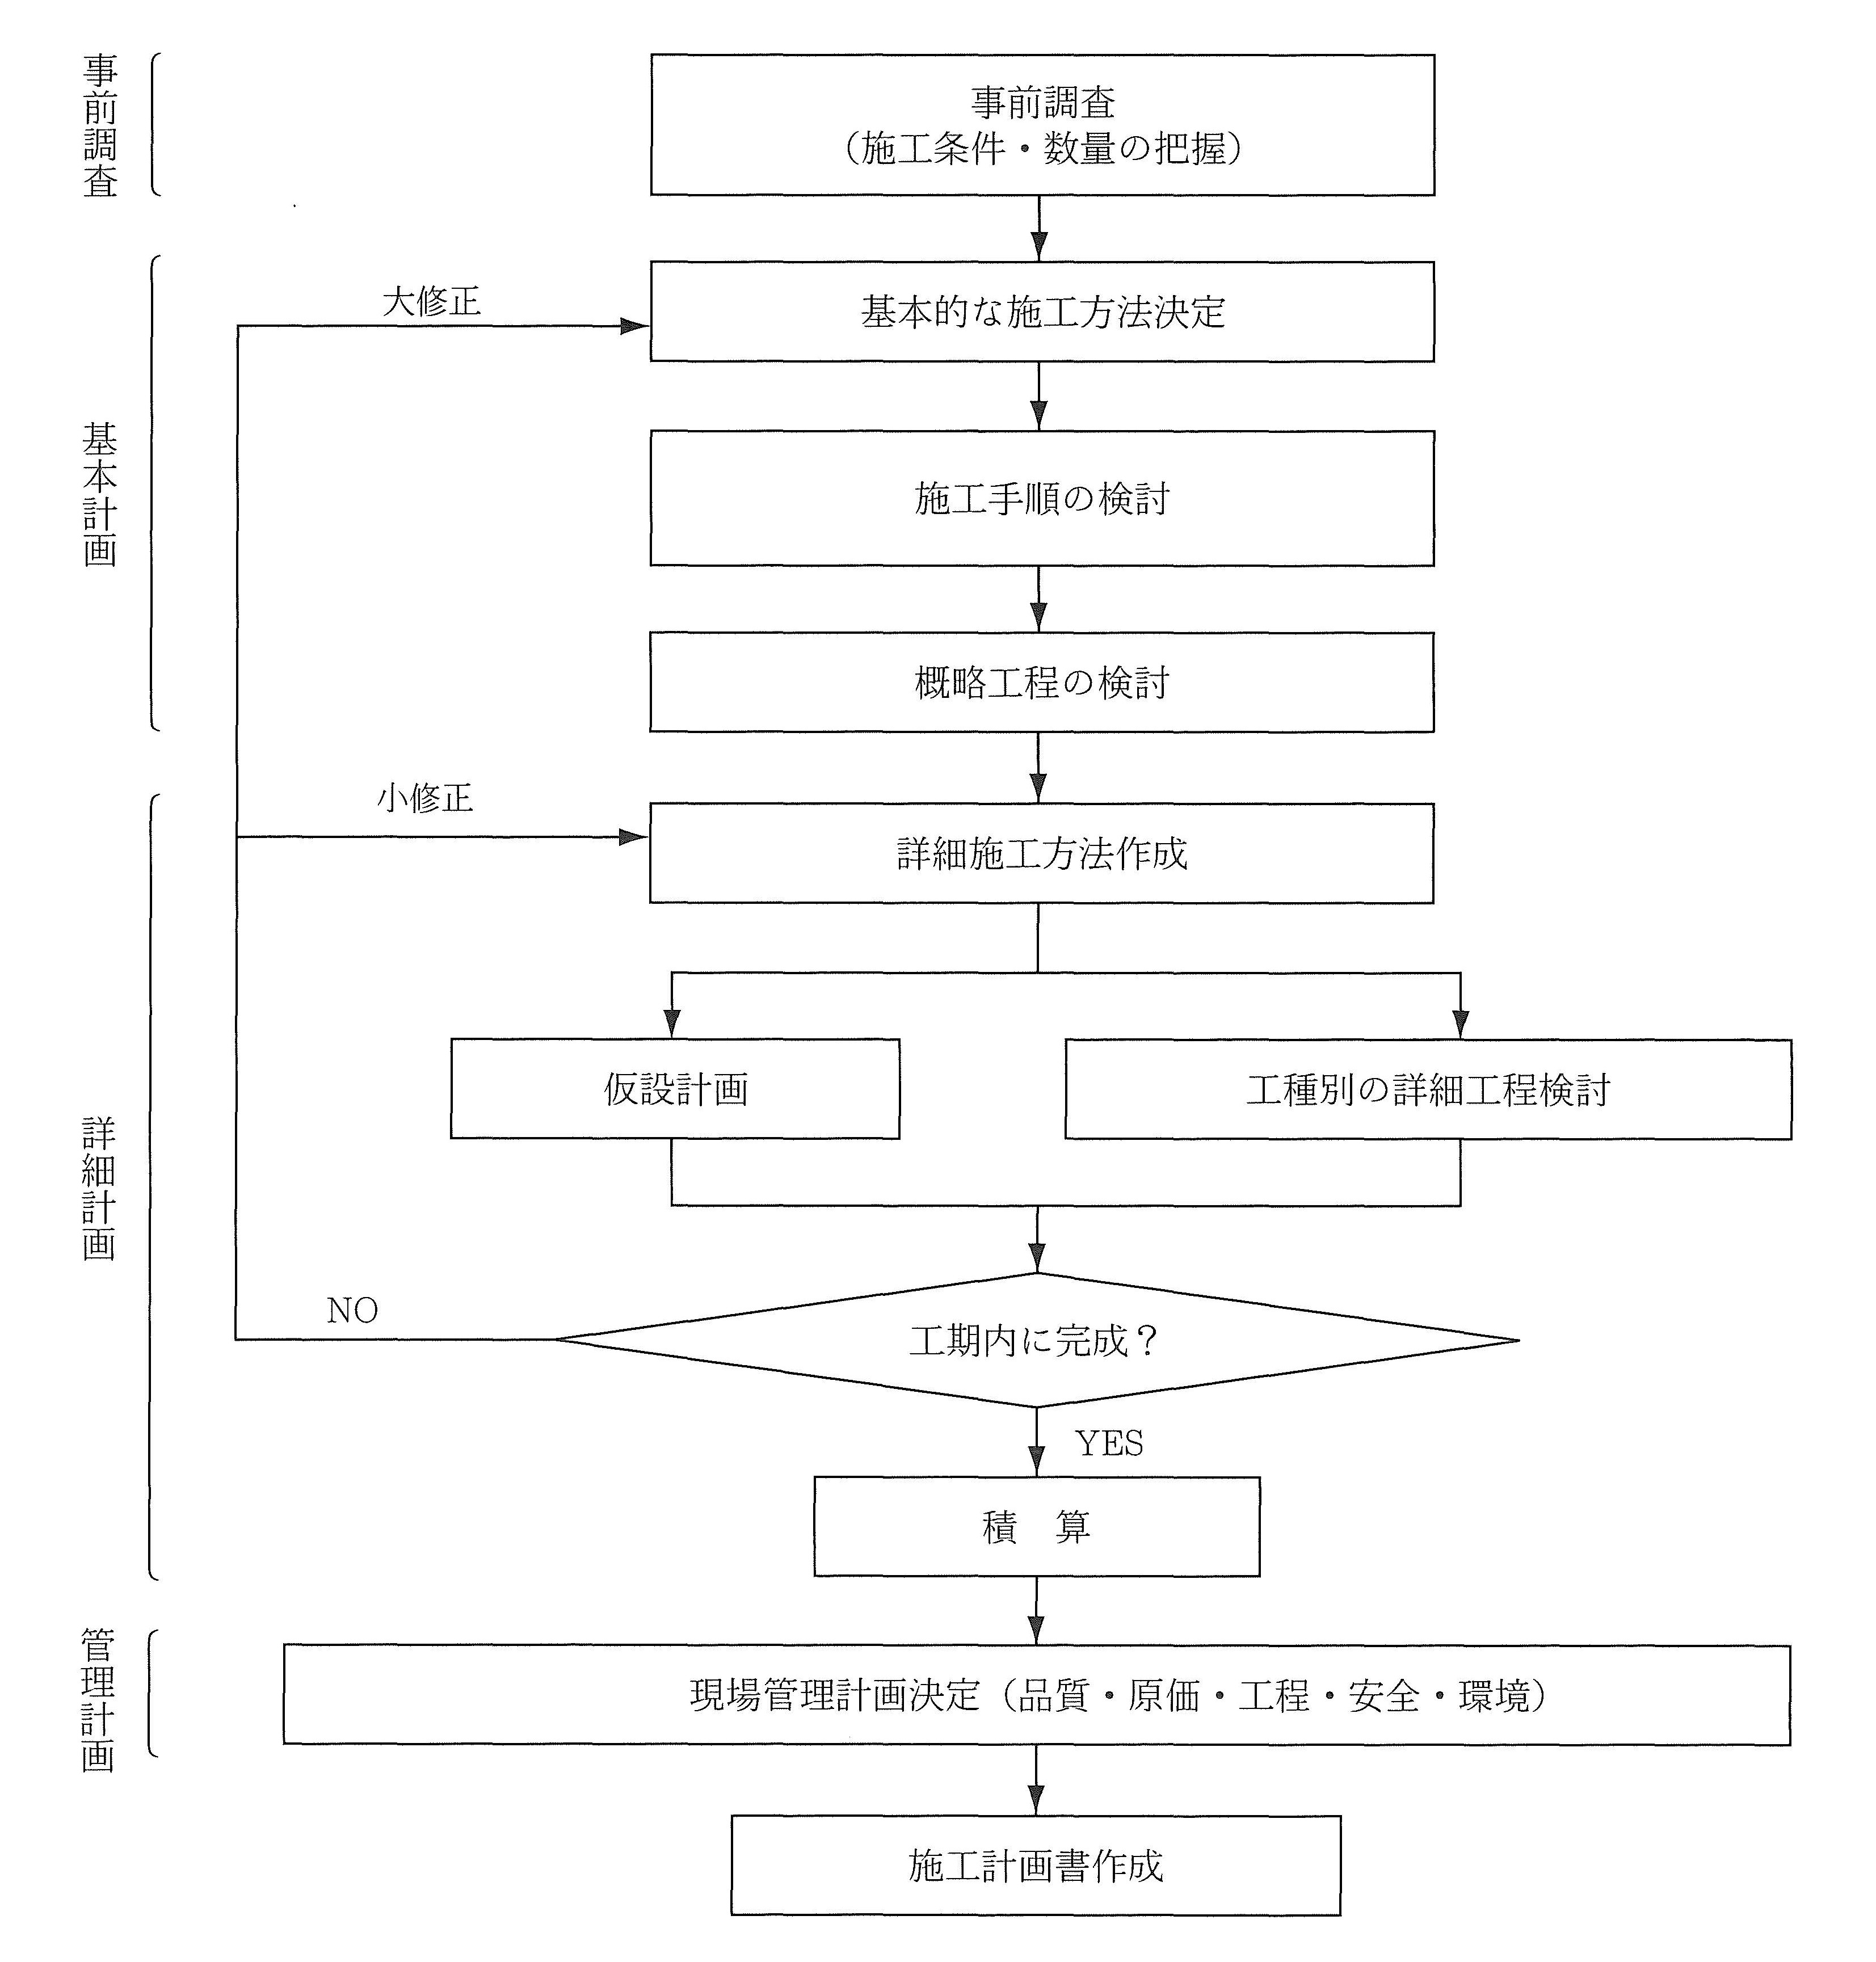 事前調査
事前調査
（施工条件・数量の把握）
基本計画
大修正
基本的な施工方法決定
施工手順の検討
概略工程の検討
詳細計画
小修正
詳細施工方法作成
仮設計画
工種別の詳細工程検討
NO
工期内に完成？
YES
積　算
管理計画
現場管理計画決定（品質・原価・工程・安全・環境）
施工計画書作成